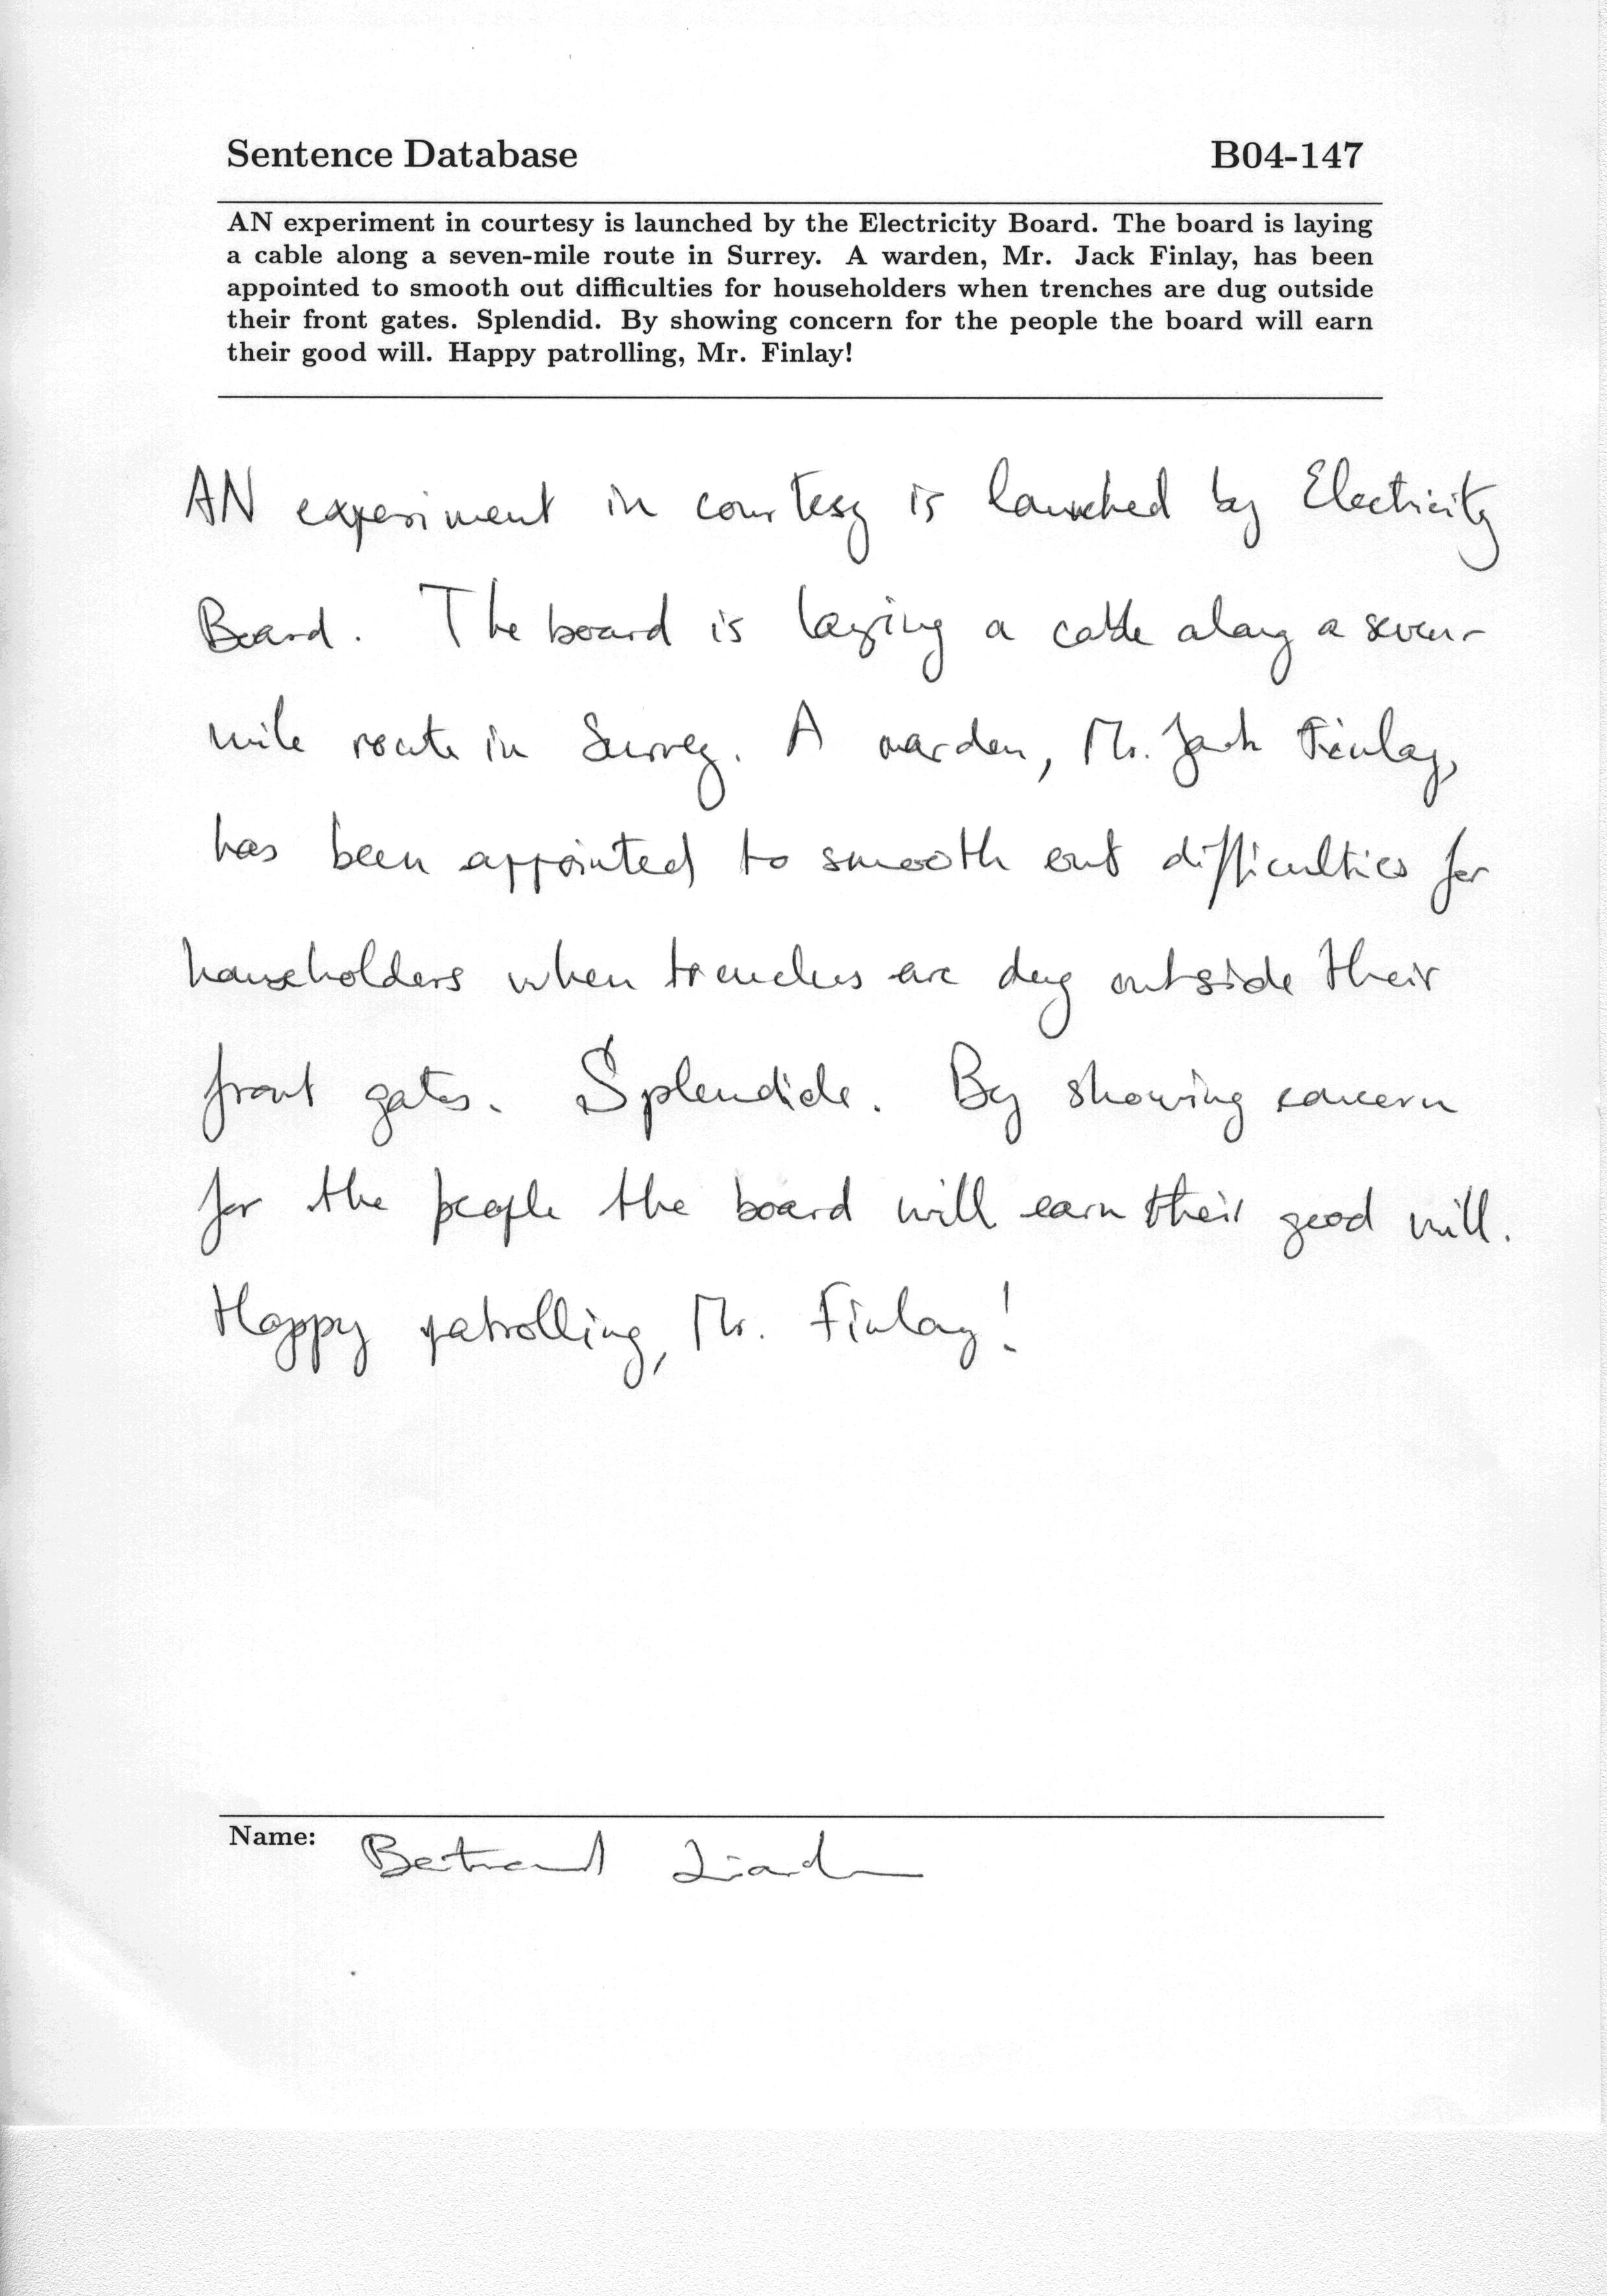 Sentence Database B04-147
AN experiment in courtesy is launched by the Electricity Board. The board is laying
a cable along a seven-mile route in Surrey. A warden, Mr. Jack Finlay, has been
appointed to smooth out difficulties for householders when trenches are dug outside
their front gates. Splendid. By showing concern for the people the board will earn
their good will. Happy patrolling, Mr. Finlay!
AN experiment in courtesy is launched by Electricity
Board. The board is laying a cable along a seven-
mile route in Surrey. A warden, Mr. Jack Finlay,
has been appointed to smooth out difficulties for
householders when trenches are dug outside their
front gates. Splendide. By showing concern
for the people the board will earn their good will.
Happy patrolling, Mr. Finlay!
Name: Bertrand